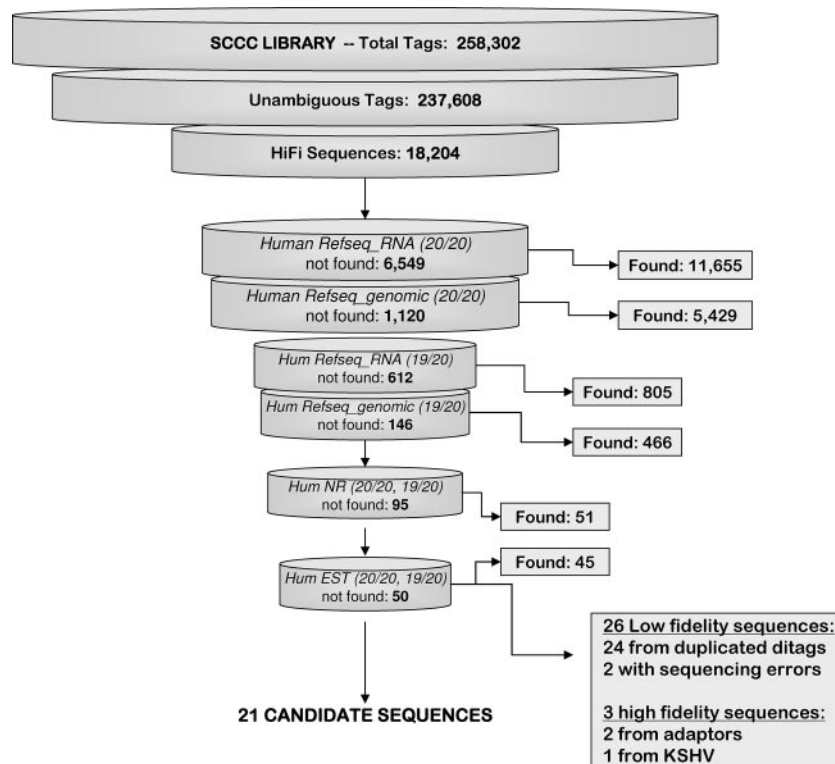 SCCC LIBRARY -- Total Tags: 258,302
Unambiguous Tags: 237,608
HiFi Sequences: 18,204
Human Refseq_RNA (20/20)
not found: 6,549
Found: 11,655
Human Refseq_genomic (20/20)
not found: 1,120
Found: 5,429
Hum Refseq_RNA (19/20)
not found: 612
Found: 805
Hum Refseq_genomic (19/20)
not found: 146
Found: 466
Hum NR (20/20, 19/20)
not found: 95
Found: 51
Hum EST (20/20, 19/20)
not found: 50
Found: 45
26 Low fidelity sequences:
24 from duplicated ditags
2 with sequencing errors
3 high fidelity sequences:
2 from adaptors
1 from KSHV
21 CANDIDATE SEQUENCES